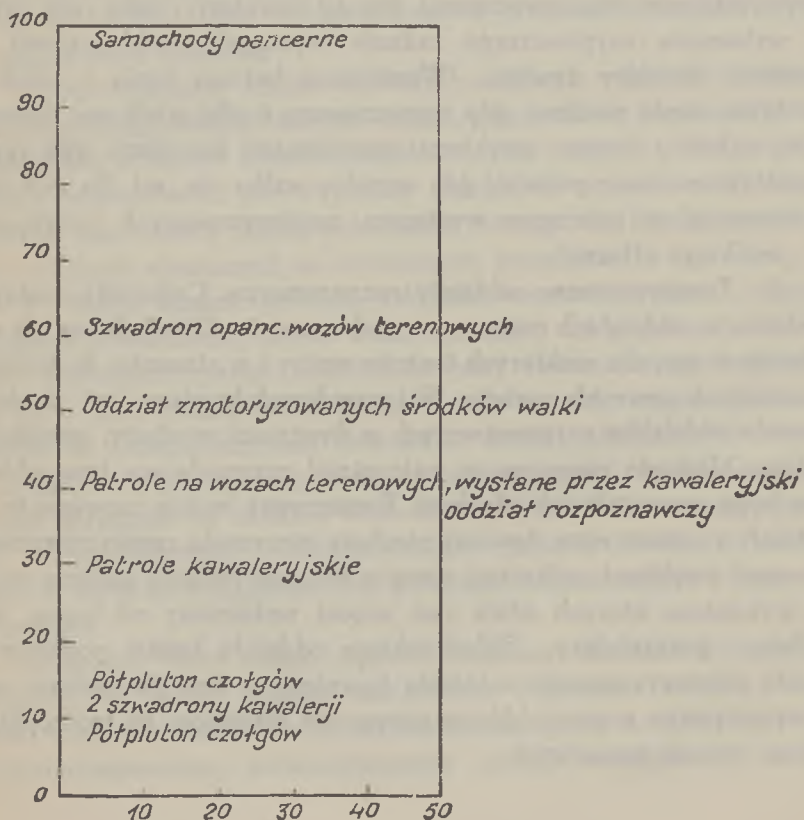 100
Samochody pancerne
90
80
70
60 Szwadron opanc. wozów terenowych
50 Oddział zmotoryzowanych środków walki
40 Patrole na wozach terenowych, wysłane przez kawaleryjski
oddział rozpoznawczy
30 Patrole kawaleryjskie
20
Półpluton czołgów
2 szwadrony kawalerji
10 Półpluton czołgów
0
10 20 30 40 50